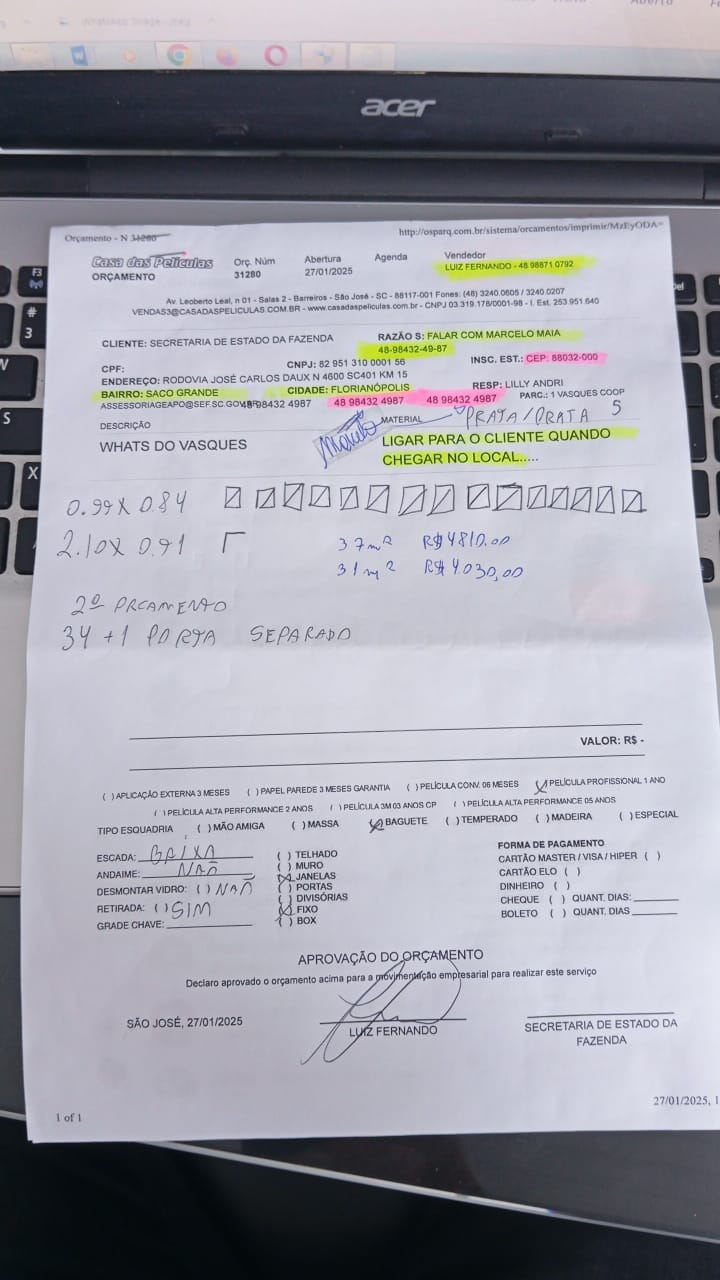 acer
F3
#
3
W
S
X
Del
Orçamento - N 31280
http://osparq.com.br/sistema/orcamentos/imprimir/MzEyODA=
Casa das Películas
ORÇAMENTO
Orç. Núm
31280
Abertura
27/01/2025
Agenda
Vendedor
LUIZ FERNANDO - 48 98871 0792
Av. Leoberto Leal, n 01 - Salas 2 - Barreiros - São José - SC - 88117-001 Fones: (48) 3240.0605 / 3240.0207
VENDAS3@CASADASPELICULAS.COM.BR - www.casadaspeliculas.com.br - CNPJ 03.319.178/0001-98 - I. Est. 253.951.640
CLIENTE: SECRETARIA DE ESTADO DA FAZENDA
RAZÃO S: FALAR COM MARCELO MAIA
48-98432-49-87
CPF:
CNPJ: 82 951 310 0001 56
INSC. EST.: CEP: 88032-000
ENDEREÇO: RODOVIA JOSÉ CARLOS DAUX N 4600 SC401 KM 15
BAIRRO: SACO GRANDE
CIDADE: FLORIANÓPOLIS
RESP: LILLY ANDRI
ASSESSORIAGEAPO@SEF.SC.GOV.BR
48 98432 4987
48 98432 4987
48 98432 4987
PARC.: 1 VASQUES COOP
DESCRIÇÃO
MATERIAL
PRATA/PRATA 5
WHATS DO VASQUES
LIGAR PARA O CLIENTE QUANDO
CHEGAR NO LOCAL.....
0.99 X 0.84
2.10 X 0.91
37m² R$4810.00
31m² R$4.030,00
2º ORCAMENTO
34 + 1 PORTA SEPARADO
VALOR: R$ -
( ) APLICAÇÃO EXTERNA 3 MESES ( ) PAPEL PAREDE 3 MESES GARANTIA ( ) PELÍCULA CONV. 06 MESES (X) PELÍCULA PROFISSIONAL 1 ANO
( ) PELÍCULA ALTA PERFORMANCE 2 ANOS ( ) PELÍCULA 3M 03 ANOS CP ( ) PELÍCULAS ALTA PERFORMANCE 05 ANOS
TIPO ESQUADRIA ( ) MÃO AMIGA ( ) MASSA (X) BAGUETE ( ) TEMPERADO ( ) MADEIRA ( ) ESPECIAL
ESCADA: BAIXA
ANDAIME: NAÕ
DESMONTAR VIDRO: ( ) NAÕ
RETIRADA: ( ) SIM
GRADE CHAVE:
( ) TELHADO
( ) MURO
(X) JANELAS
( ) PORTAS
( ) DIVISÓRIAS
(X) FIXO
( ) BOX
FORMA DE PAGAMENTO
CARTÃO MASTER / VISA / HIPER ( )
CARTÃO ELO ( )
DINHEIRO ( )
CHEQUE ( ) QUANT. DIAS:
BOLETO ( ) QUANT. DIAS
APROVAÇÃO DO ORÇAMENTO
Declaro aprovado o orçamento acima para a movimentação empresarial para realizar este serviço
SÃO JOSÉ, 27/01/2025
LUIZ FERNANDO
SECRETARIA DE ESTADO DA
FAZENDA
27/01/2025, 1
1 of 1